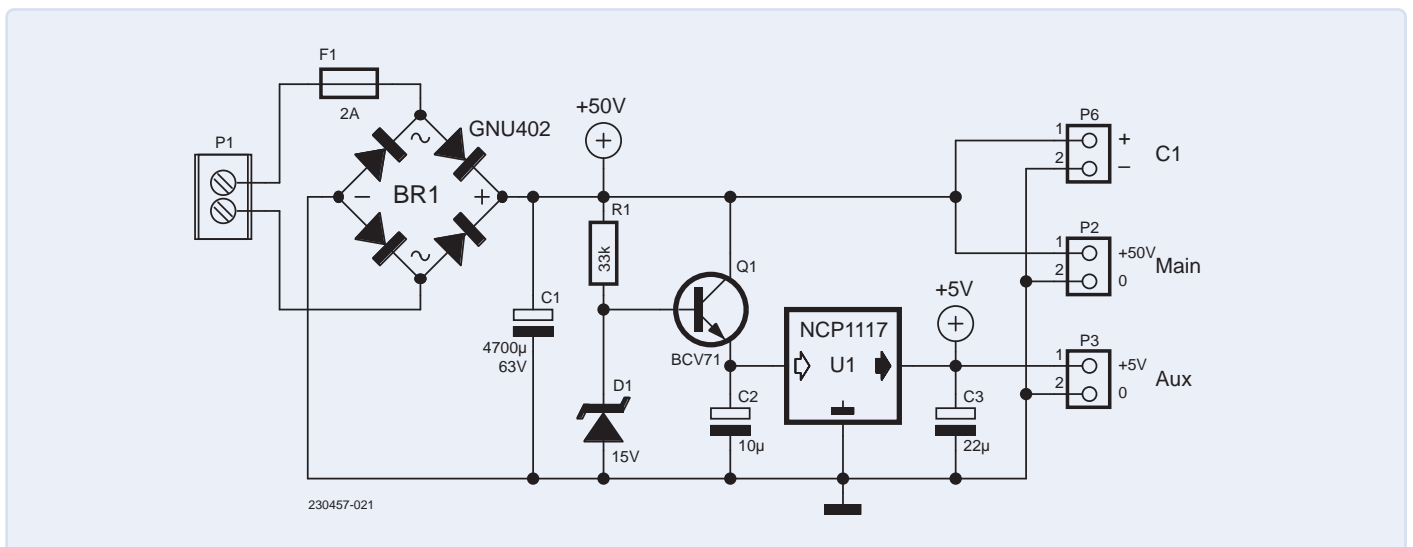 F1
2A
P1
GNU402
BR1
~
~
–
+
+50V
+
R1
33k
C1
4700µ
63V
D1
15V
Q1
BCV71
C2
10µ
NCP1117
U1
+5V
+
C3
22µ
P6
1
2
+
–
C1
P2
1
2
+50V
0
Main
P3
1
2
+5V
0
Aux
230457-021